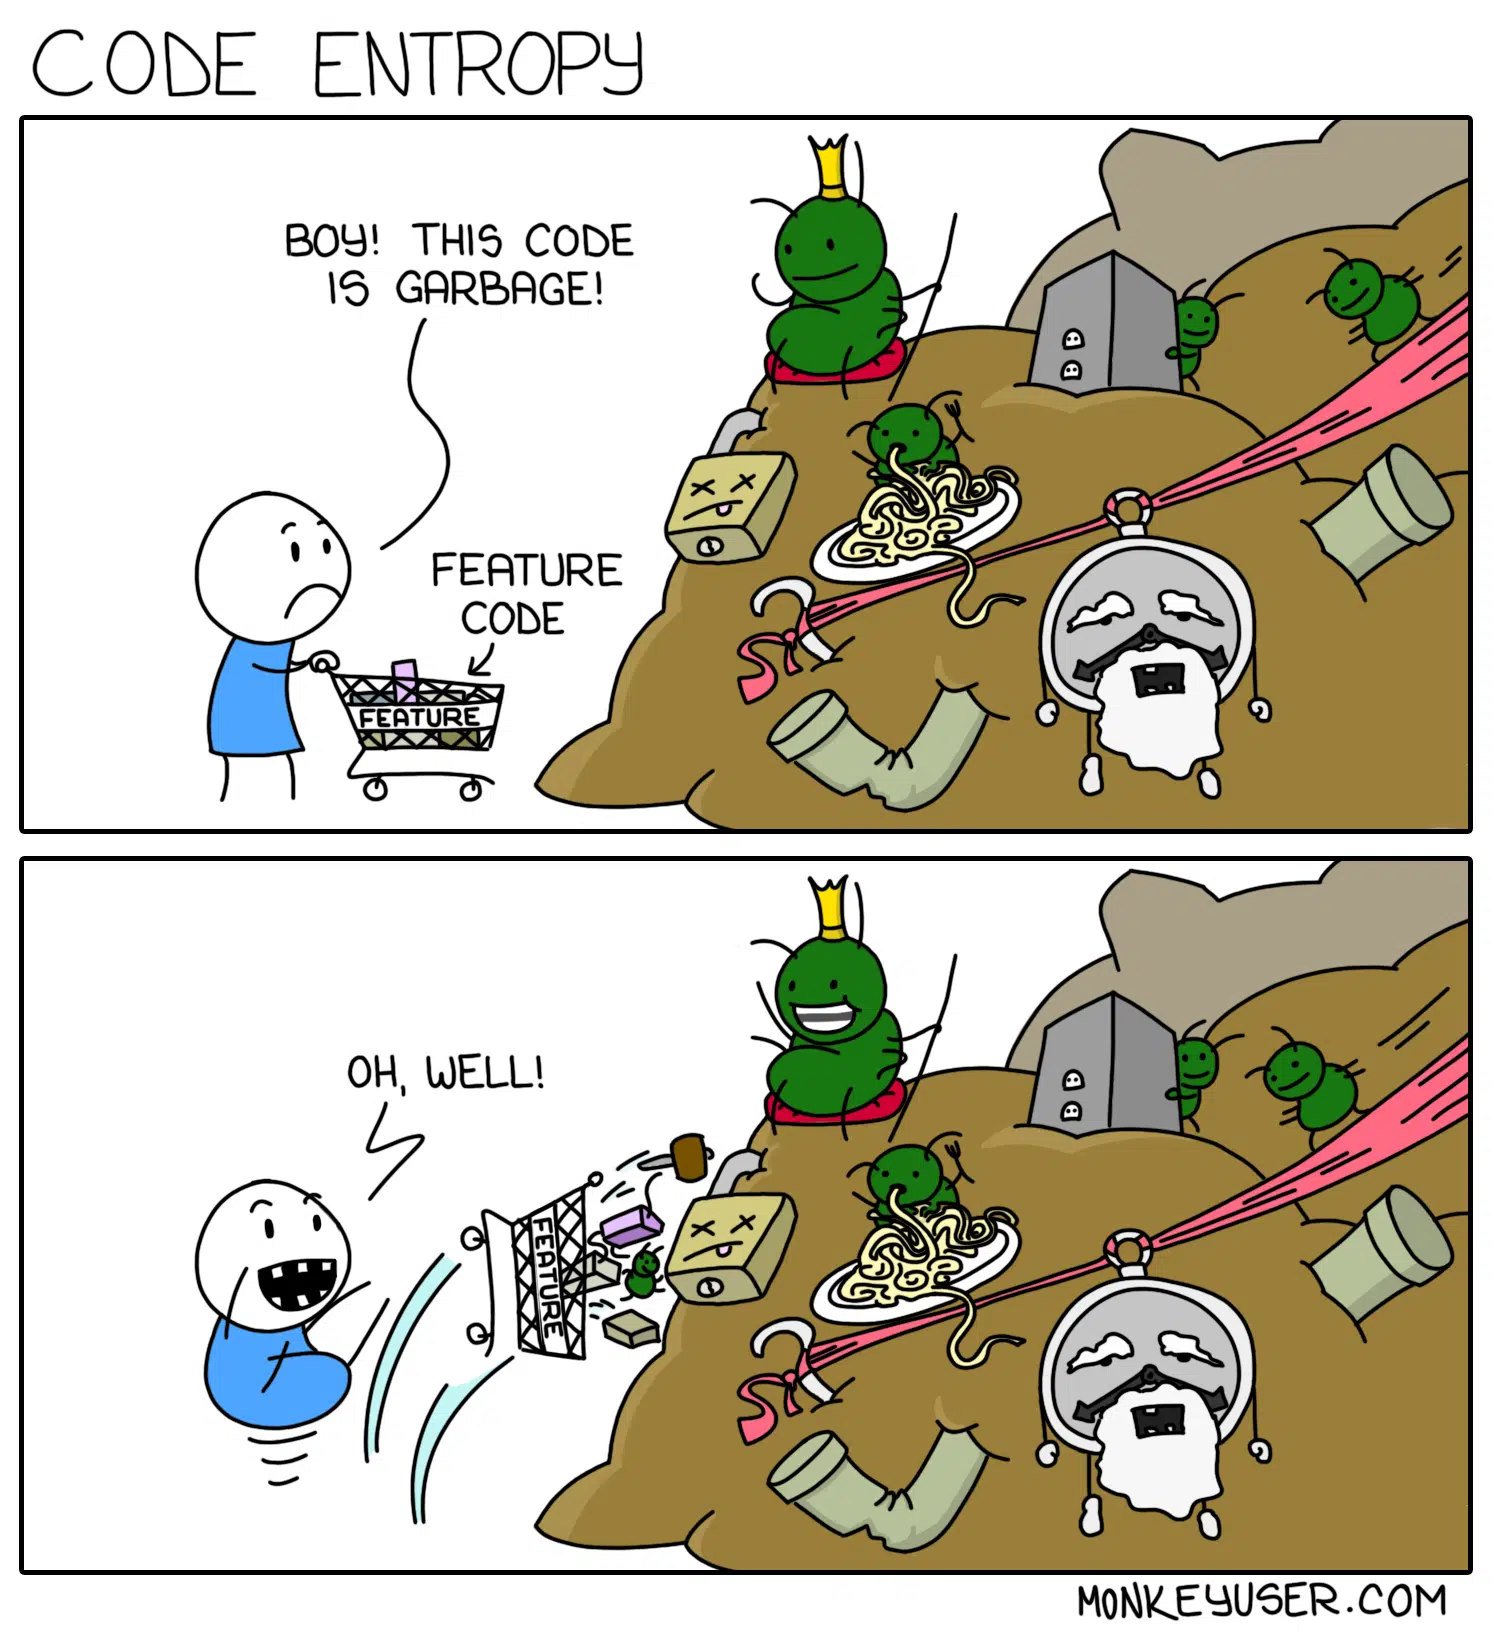 CODE ENTROPY
BOY! THIS CODE
IS GARBAGE!
FEATURE
CODE
FEATURE
OH, WELL!
FEATURE
MONKEYUSER.COM